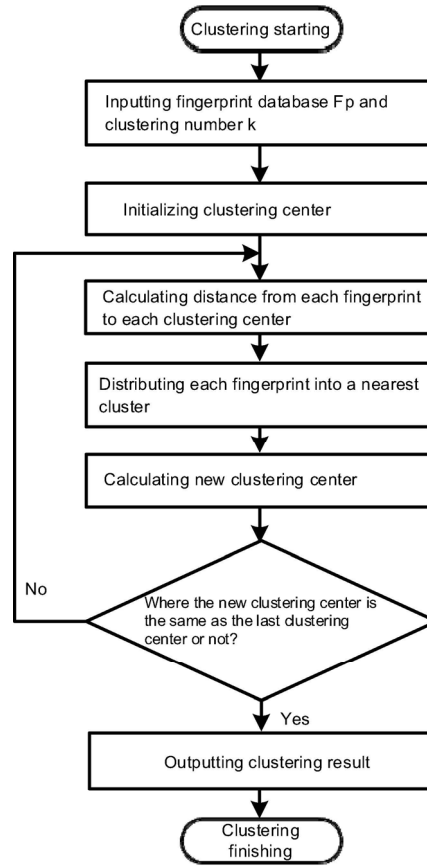 Clustering starting
Inputting fingerprint database Fp and
clustering number k
Initializing clustering center
Calculating distance from each fingerprint
to each clustering center
Distributing each fingerprint into a nearest
cluster
Calculating new clustering center
No
Where the new clustering center is
the same as the last clustering
center or not?
Yes
Outputting clustering result
Clustering
finishing